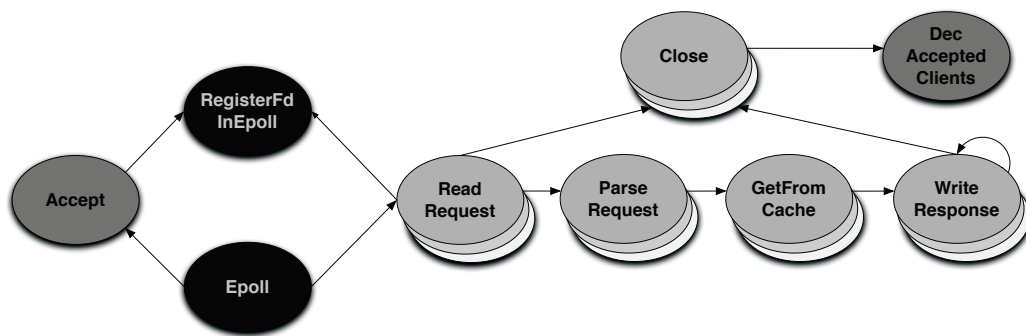 Close
Dec
Accepted
Clients
RegisterFd
InEpoll
Accept
Read
Request
Parse
Request
GetFrom
Cache
Write
Response
Epoll